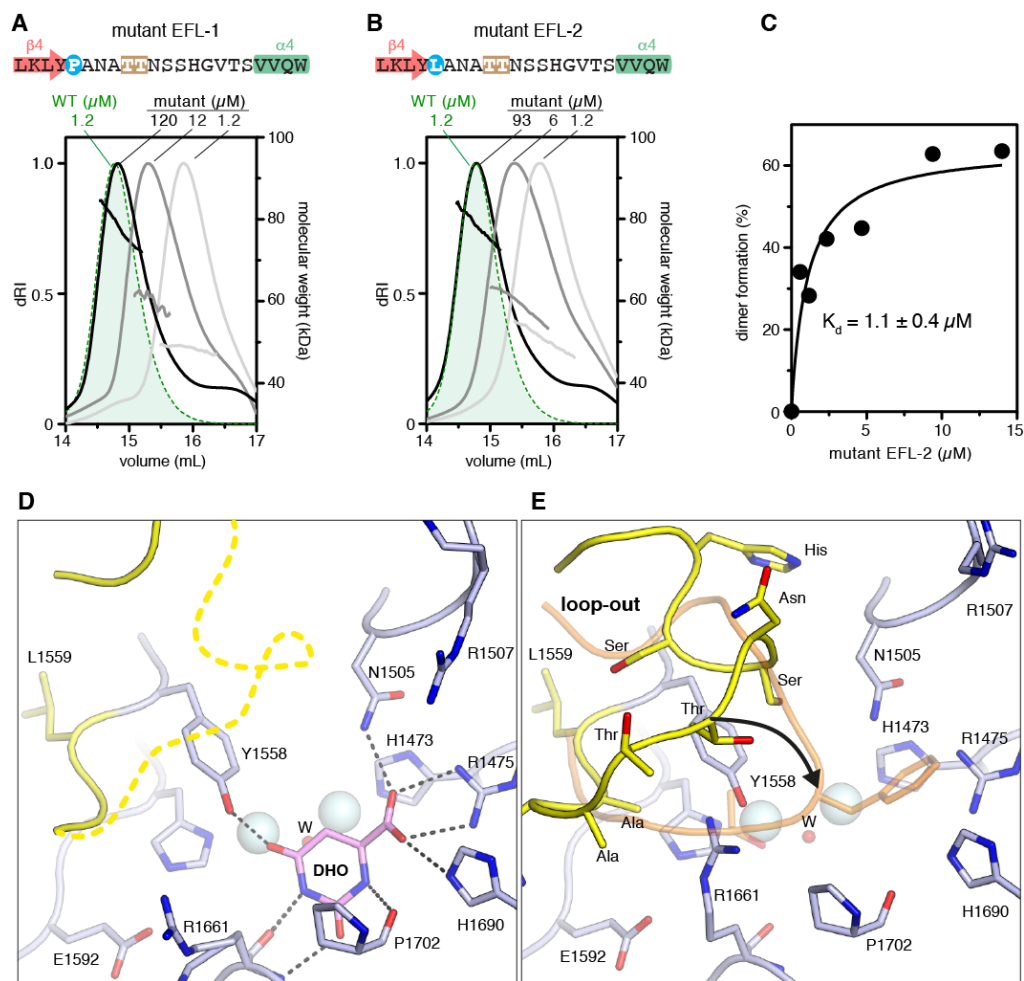 A
mutant EFL-1
β4
α4
LKLYPANATTNSSHGVTSVVQW
WT (µM)
mutant (µM)
1.2
120 12 1.2
1.0
0.5
0
dRI
100
80
60
40
molecular weight (kDa)
14 15 16 17
volume (mL)
B
mutant EFL-2
β4
α4
LKLYLANATTNSSHGVTSVVQW
WT (µM)
mutant (µM)
1.2
93 6 1.2
1.0
0.5
0
dRI
100
80
60
40
molecular weight (kDa)
14 15 16 17
volume (mL)
C
60
40
20
0
dimer formation (%)
Kd = 1.1 ± 0.4 µM
0 5 10 15
mutant EFL-2 (µM)
D
R1507
L1559
N1505
Y1558
H1473
R1475
W
DHO
R1661
H1690
E1592
P1702
E
His
Asn
loop-out
R1507
Ser
L1559
Ser
N1505
Thr
Thr
H1473
R1475
Y1558
W
Ala
Ala
R1661
H1690
P1702
E1592